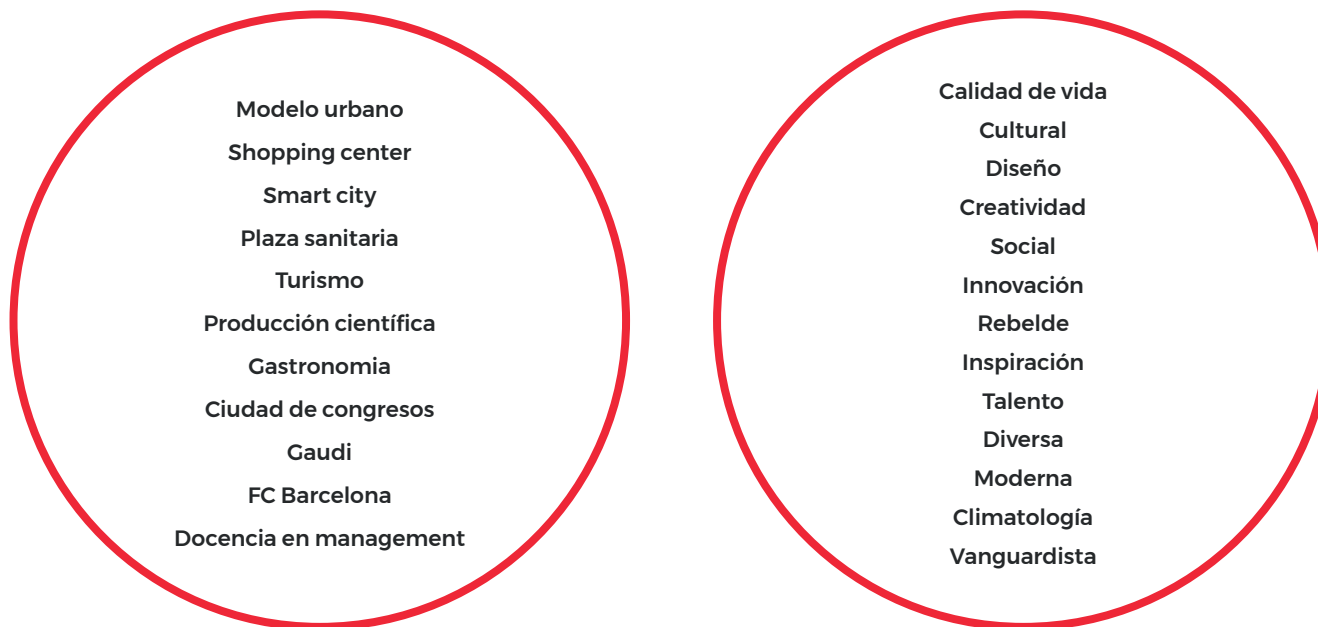 Modelo urbano
Shopping center
Smart city
Plaza sanitaria
Turismo
Producción científica
Gastronomia
Ciudad de congresos
Gaudi
FC Barcelona
Docencia en management
Calidad de vida
Cultural
Diseño
Creatividad
Social
Innovación
Rebelde
Inspiración
Talento
Diversa
Moderna
Climatología
Vanguardista